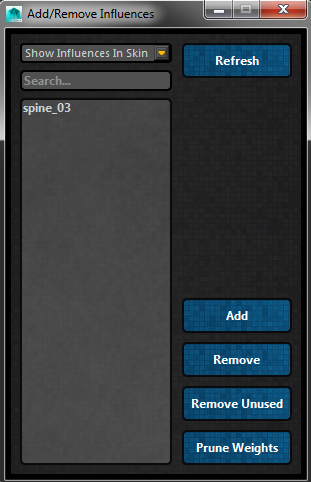 Add/Remove Influences
Show Influences In Skin
Refresh
Search...
spine_03
Add
Remove
Remove Unused
Prune Weights